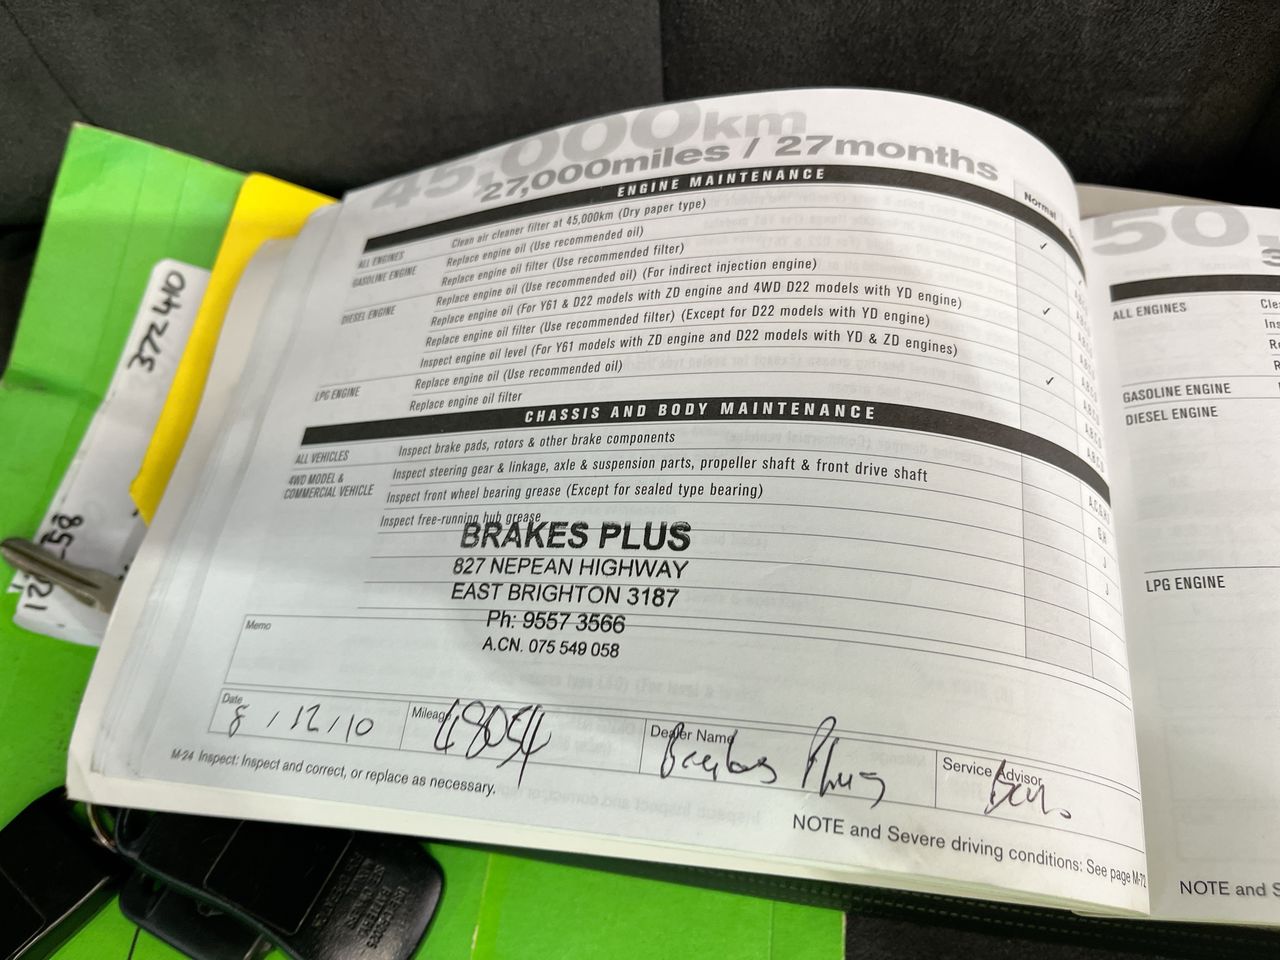 45,000km
27,000miles / 27months
ENGINE MAINTENANCE
Normal
ALL ENGINES Clean air cleaner filter at 45,000km (Dry paper type) ✓
GASOLINE ENGINE Replace engine oil (Use recommended oil)
Replace engine oil filter (Use recommended filter)
DIESEL ENGINE Replace engine oil (Use recommended oil) (For indirect injection engine)
Replace engine oil (For Y61 & D22 models with ZD engine and 4WD D22 models with YD engine) ✓
Replace engine oil filter (Use recommended filter) (Except for D22 models with YD engine)
Inspect engine oil level (For Y61 models with ZD engine and D22 models with YD & ZD engines)
LPG ENGINE Replace engine oil (Use recommended oil) ✓
Replace engine oil filter
CHASSIS AND BODY MAINTENANCE
ALL VEHICLES Inspect brake pads, rotors & other brake components
4WD MODEL & COMMERCIAL VEHICLE Inspect steering gear & linkage, axle & suspension parts, propeller shaft & front drive shaft
Inspect front wheel bearing grease (Except for sealed type bearing)
Inspect free-running hub grease
BRAKES PLUS
827 NEPEAN HIGHWAY
EAST BRIGHTON 3187
Ph: 9557 3566
A.CN. 075 549 058
Memo
Date 8/12/10 Mileage 48054 Dealer Name Brakes Plus Service Advisor
M-24 Inspect: Inspect and correct, or replace as necessary.
NOTE and Severe driving conditions: See page M-72
50,
ALL ENGINES
GASOLINE ENGINE
DIESEL ENGINE
LPG ENGINE
NOTE and S
372410